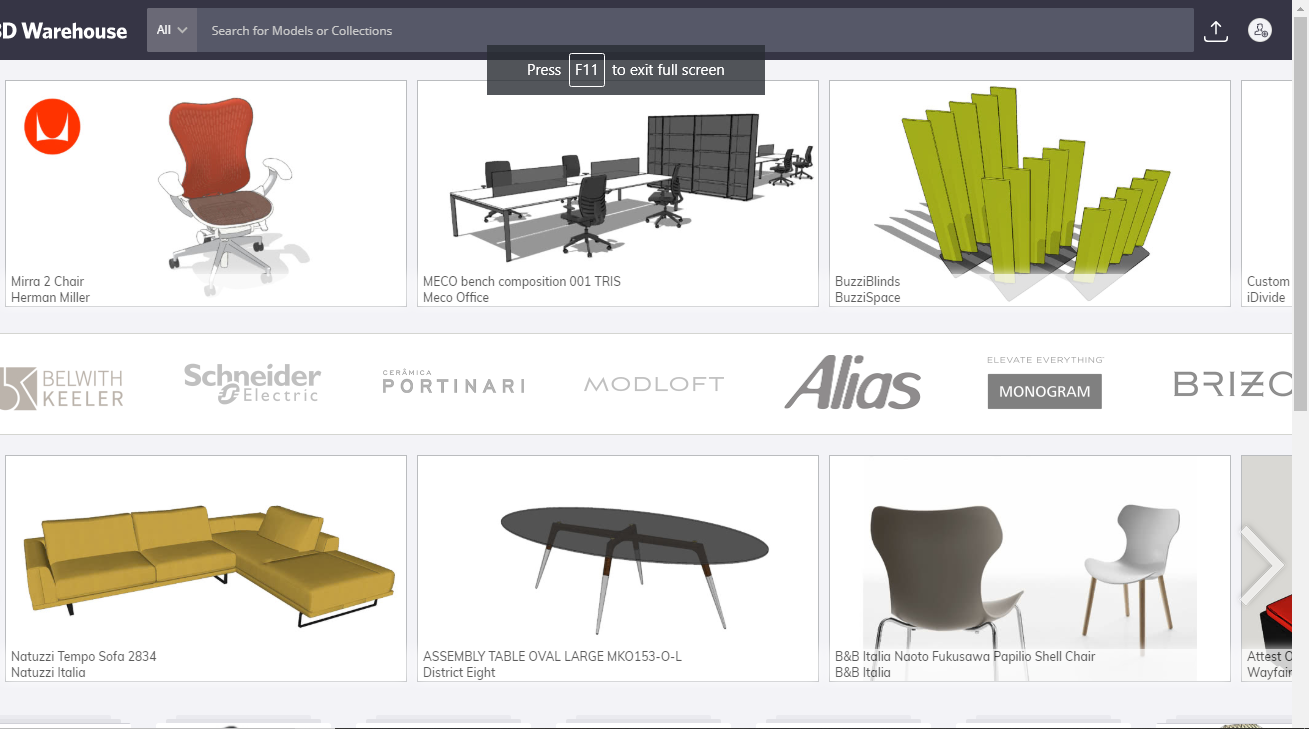 3D Warehouse
All
Search for Models or Collections
Press F11 to exit full screen
Mirra 2 Chair
Herman Miller
MECO bench composition 001 TRIS
Meco Office
BuzziBlinds
BuzziSpace
Custom
iDivide
BELWITH
KEELER
Schneider
Electric
CERÂMICA
PORTINARI
MODLOFT
Alias
ELEVATE EVERYTHING
MONOGRAM
BRIZO
Natuzzi Tempo Sofa 2834
Natuzzi Italia
ASSEMBLY TABLE OVAL LARGE MKO153-O-L
District Eight
B&B Italia Naoto Fukusawa Papilio Shell Chair
B&B Italia
Attest
Wayfair